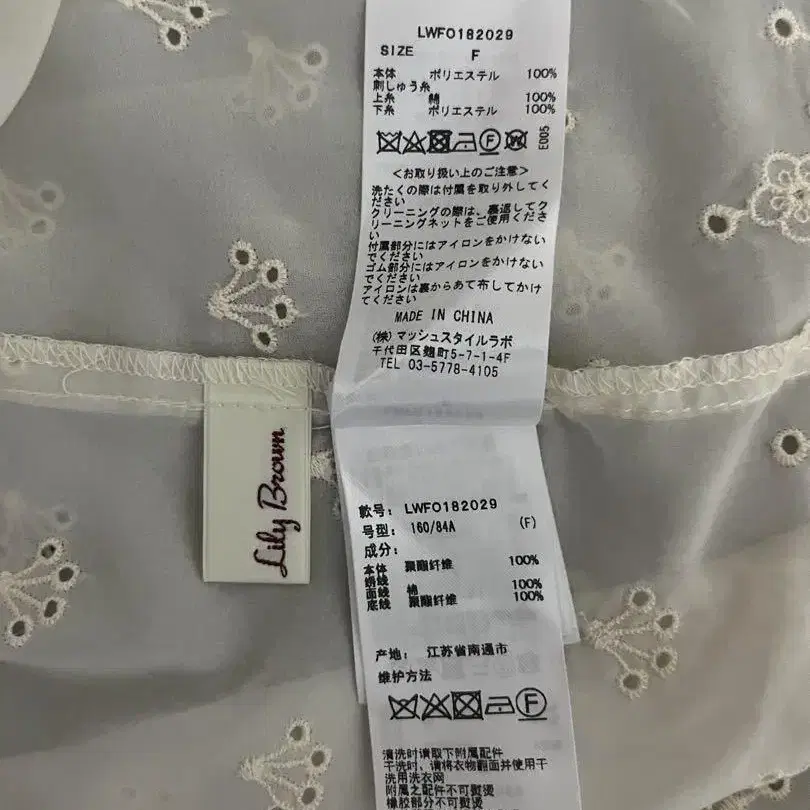 LWFO182029
SIZE F
本体 ポリエステル 100%
刺しゅう糸
上糸 綿 100%
下糸 ポリエステル 100%
E005
<お取り扱い上のご注意>
洗たくの際は付属を取り外してく
ださい
クリーニングの際は、裏返してク
リーニングネットをご使用くださ
い
付属部分にはアイロンをかけない
でください
ゴム部分にはアイロンをかけない
でください
アイロンは裏からあて布してかけ
てください
MADE IN CHINA
(株)マッシュスタイルラボ
千代田区麹町5-7-1-4F
TEL 03-5778-4105
Lily Brown
款号: LWFO182029
号型: 160/84A (F)
成分:
本体 聚酯纤维 100%
绣线
面线 棉 100%
底线 聚酯纤维 100%
产地: 江苏省南通市
维护方法
清洗时请取下附属配件
干洗时, 请将衣物翻面并使用干
洗用洗衣网
附属之配件不可熨烫
橡胶部分不可熨烫